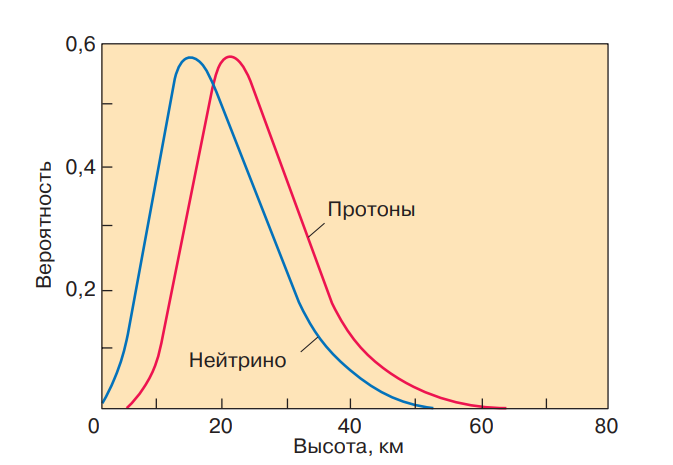 0,6
0,4
0,2
Вероятность
Протоны
Нейтрино
0 20 40 60 80
Высота, км